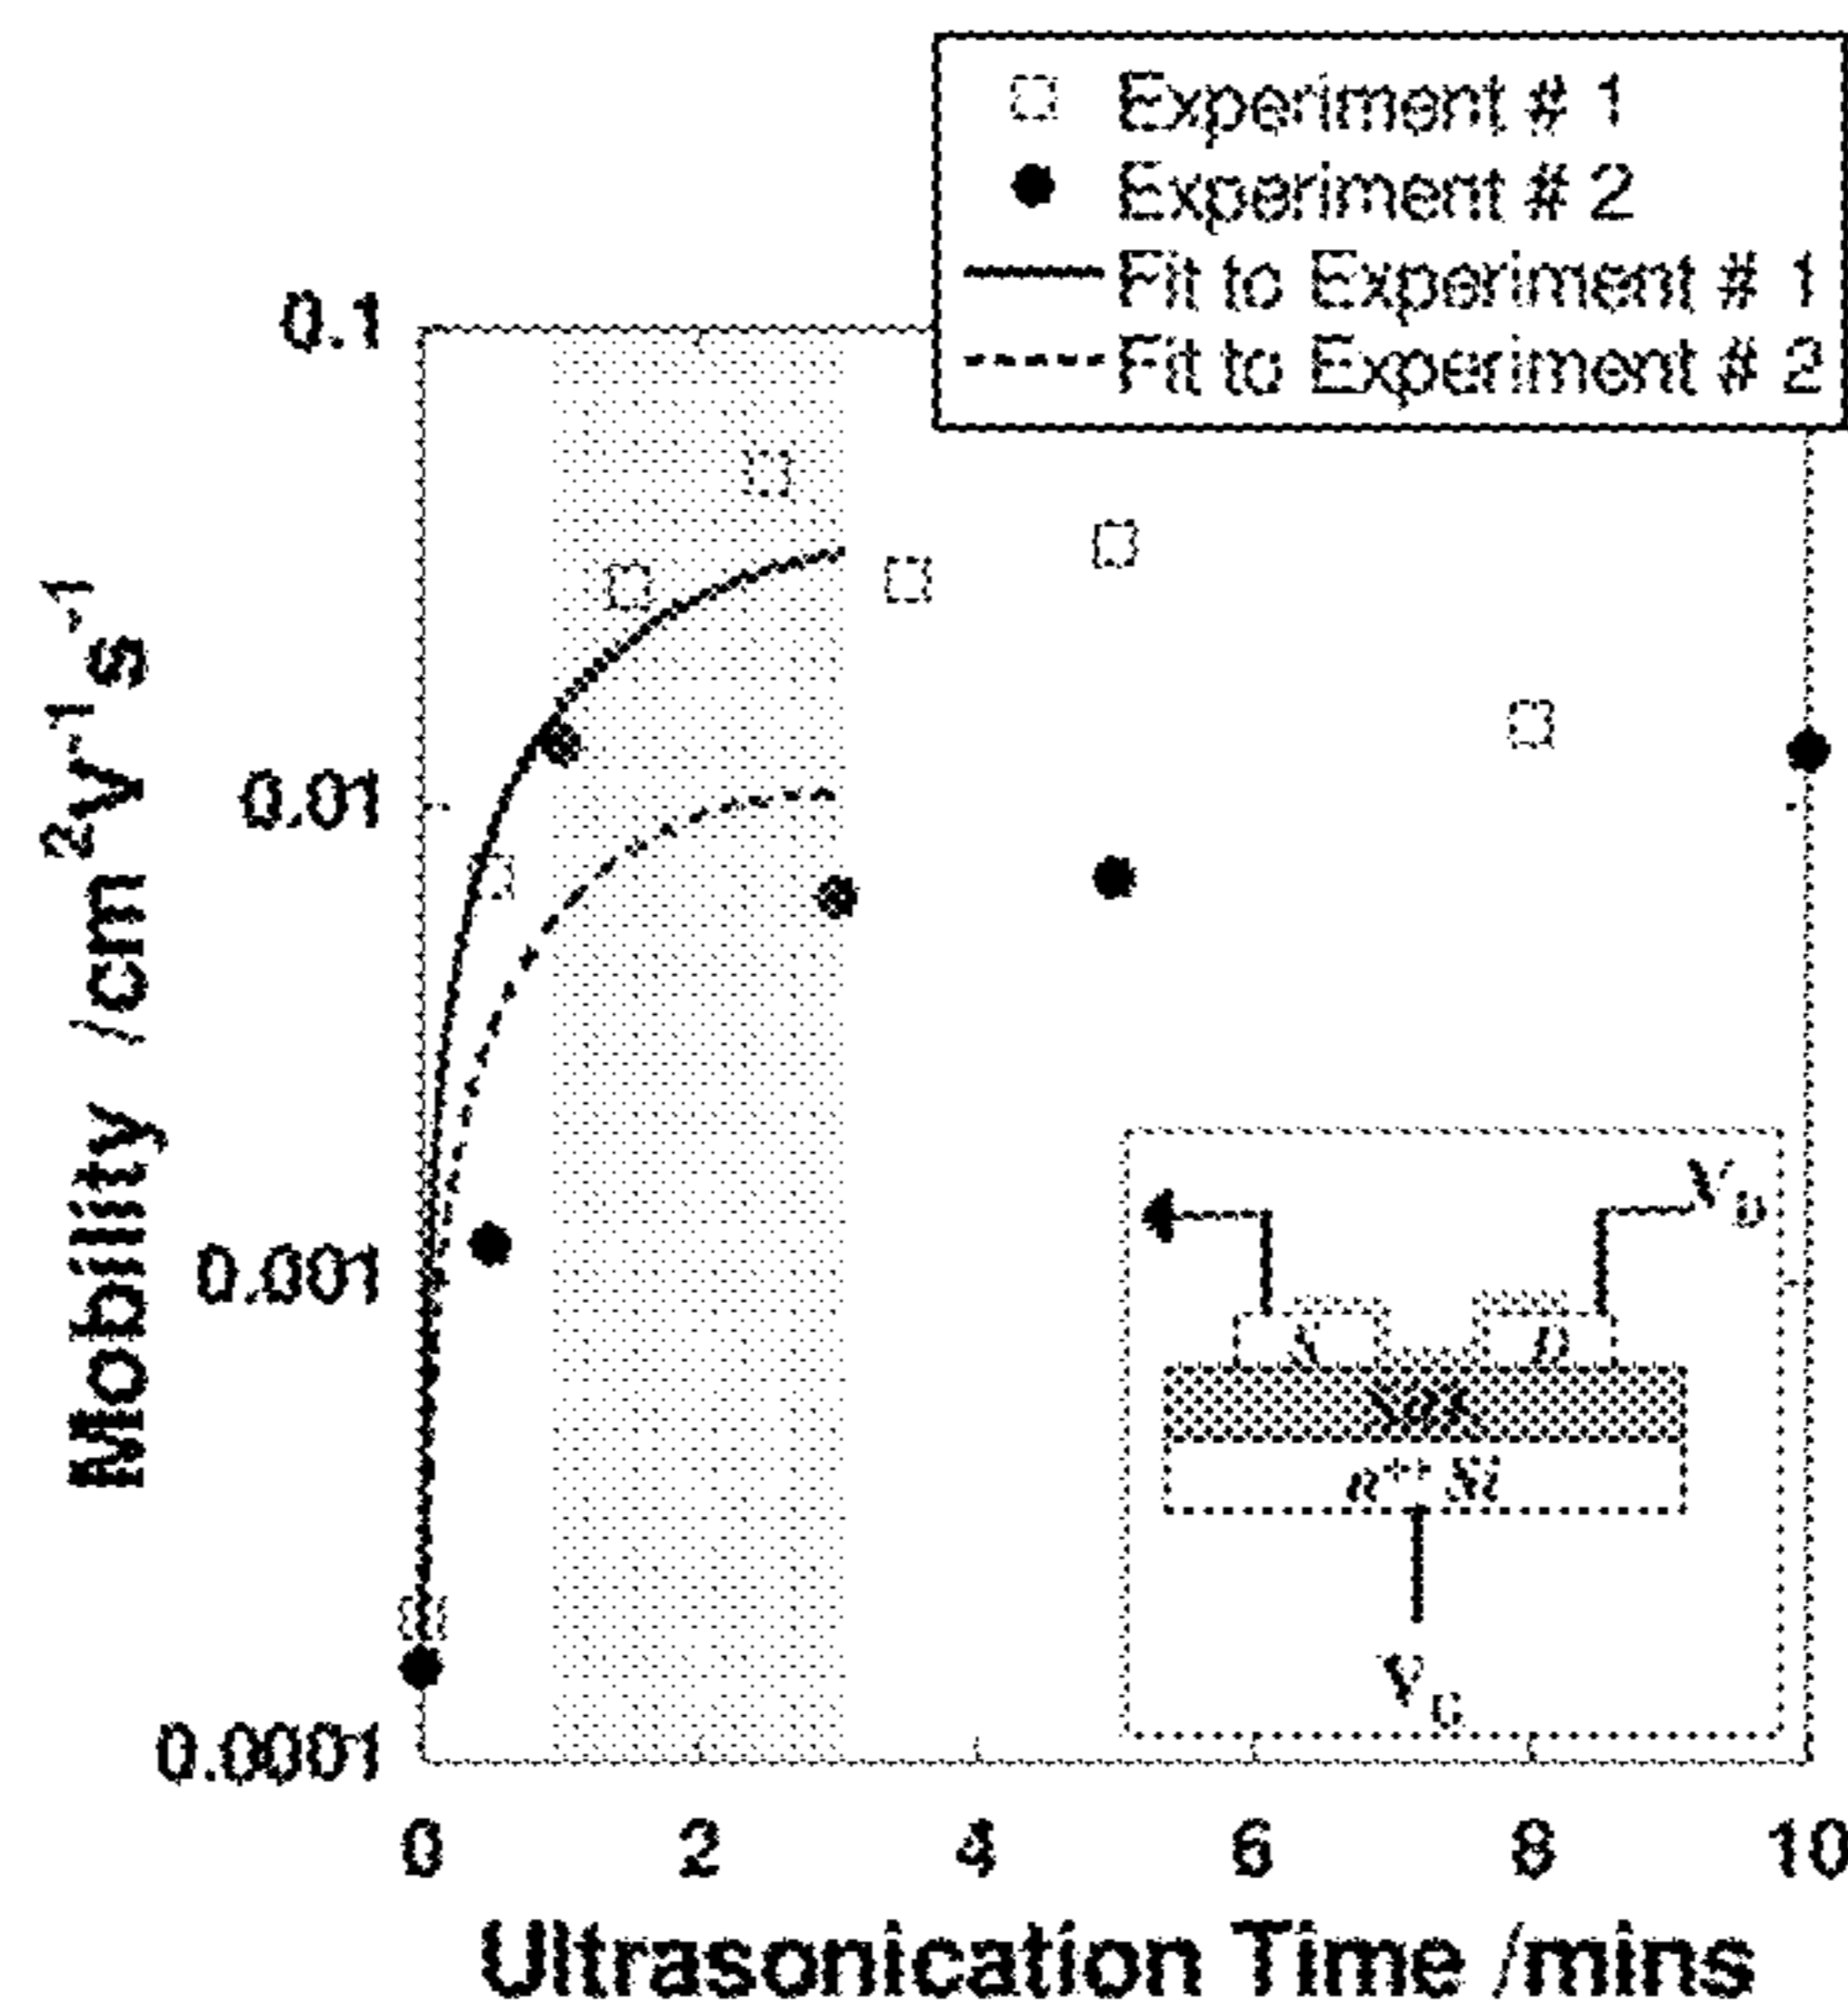 Experiment # 1
Experiment # 2
Fit to Experiment # 1
Fit to Experiment # 2
0.1
0.01
0.001
0.0001
Mobility /cm²V⁻¹s⁻¹
V_D
S D
n⁺⁺ Si
V_G
0 2 4 6 8 10
Ultrasonication Time /mins